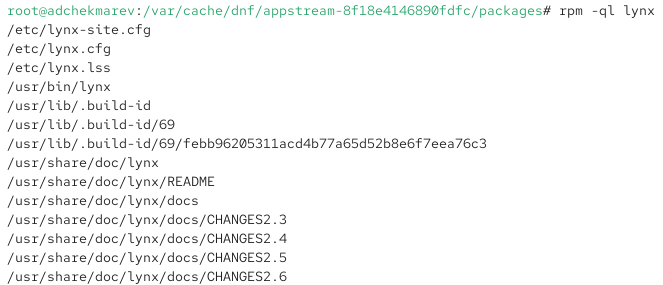 root@adchekmarev:/var/cache/dnf/appstream-8f18e4146890fdfc/packages# rpm -ql lynx
/etc/lynx-site.cfg
/etc/lynx.cfg
/etc/lynx.lss
/usr/bin/lynx
/usr/lib/.build-id
/usr/lib/.build-id/69
/usr/lib/.build-id/69/febb96205311acd4b77a65d52b8e6f7eea76c3
/usr/share/doc/lynx
/usr/share/doc/lynx/README
/usr/share/doc/lynx/docs
/usr/share/doc/lynx/docs/CHANGES2.3
/usr/share/doc/lynx/docs/CHANGES2.4
/usr/share/doc/lynx/docs/CHANGES2.5
/usr/share/doc/lynx/docs/CHANGES2.6